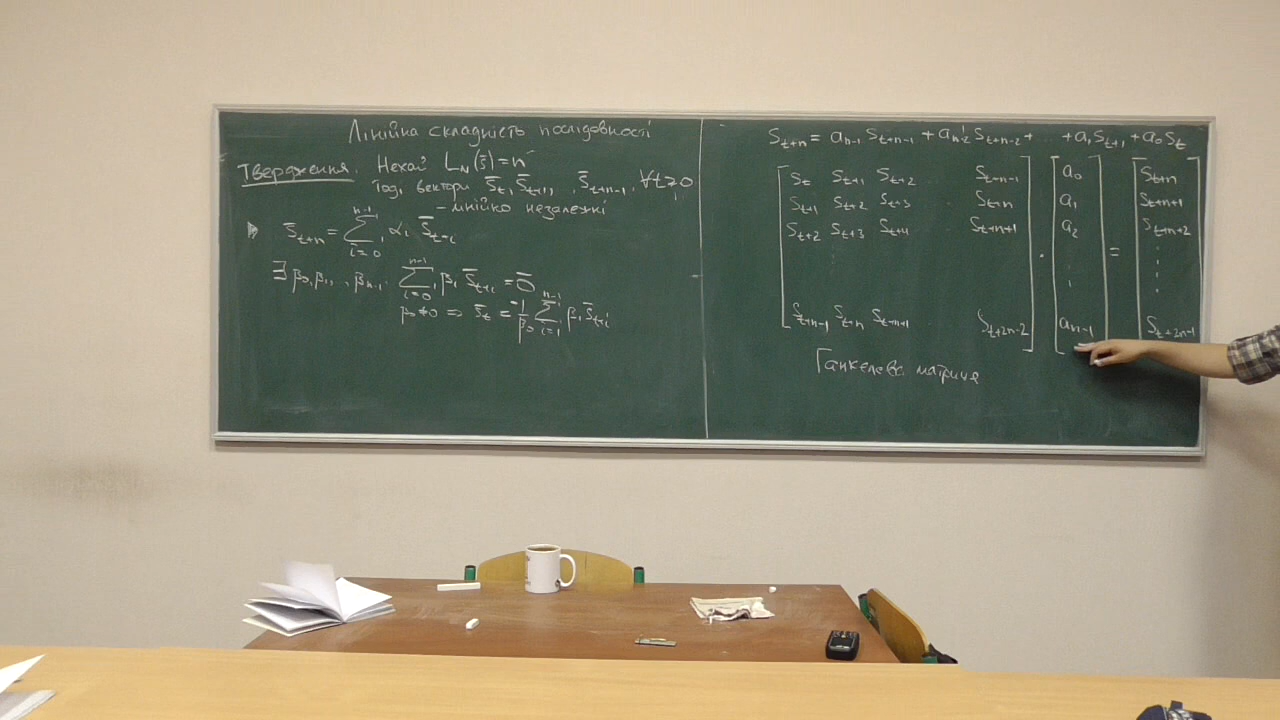 Лінійна складність послідовності
Твердження. Нехай L_N(s̄) = n
Тоді вектори S̄_t, S̄_{t+1}, S̄_{t+n-1}, ∀t≥0
- лінійно незалежні
S̄_{t+n} = ∑_{i=0}^{n-1} α_i S̄_{t+i}
∃ β_0, β_1, , β_{n-1}: ∑_{i=0}^{n-1} β_i S̄_{t+i} = 0̄
β_0 ≠ 0 ⇒ S̄_t = -1/β_0 ∑_{i=1}^{n-1} β_i S̄_{t+i}
S_{t+n} = a_{n-1} S_{t+n-1} + a_{n-2} S_{t+n-2} + . . + a_1 S_{t+1} + a_0 S_t
S_t S_{t+1} S_{t+2} . S_{t+n-1} a_0 S_{t+n}
S_{t+1} S_{t+2} S_{t+3} S_{t+n} a_1 S_{t+n+1}
S_{t+2} S_{t+3} S_{t+4} S_{t+n+1} a_2 S_{t+n+2}
⋮ · ⋮ = ⋮
S_{t+n-1} S_{t+n} S_{t+n+1} . . S_{t+2n-2} a_{n-1} S_{t+2n-1}
Ганкелева матриця